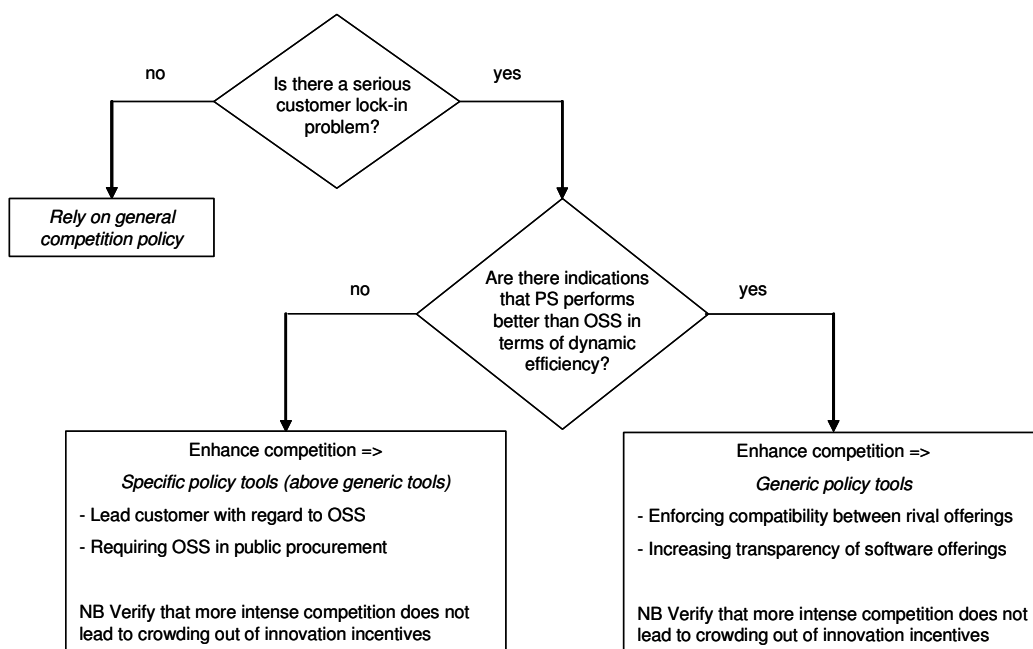 no
yes
Is there a serious
customer lock-in
problem?
Rely on general
competition policy
no
yes
Are there indications
that PS performs
better than OSS in
terms of dynamic
efficiency?
Enhance competition =>
Specific policy tools (above generic tools)
- Lead customer with regard to OSS
- Requiring OSS in public procurement
NB Verify that more intense competition does not
lead to crowding out of innovation incentives
Enhance competition =>
Generic policy tools
- Enforcing compatibility between rival offerings
- Increasing transparency of software offerings
NB Verify that more intense competition does not
lead to crowding out of innovation incentives